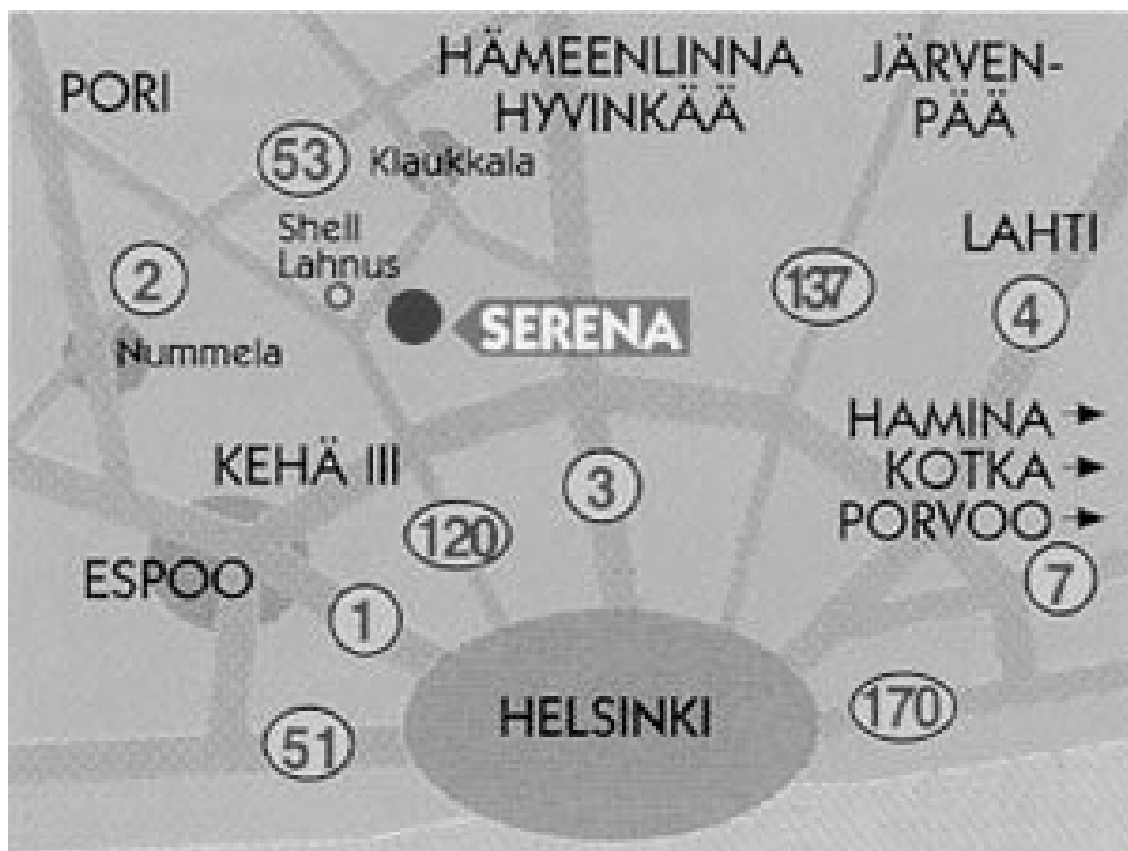 HÄMEENLINNA
HYVINKÄÄ
JÄRVEN-
PÄÄ
PORI
53
Klaukkala
Shell
Lahnus
LAHTI
2
137
4
SERENA
Nummela
HAMINA
KOTKA
PORVOO
KEHÄ III
3
120
7
ESPOO
1
HELSINKI
170
51